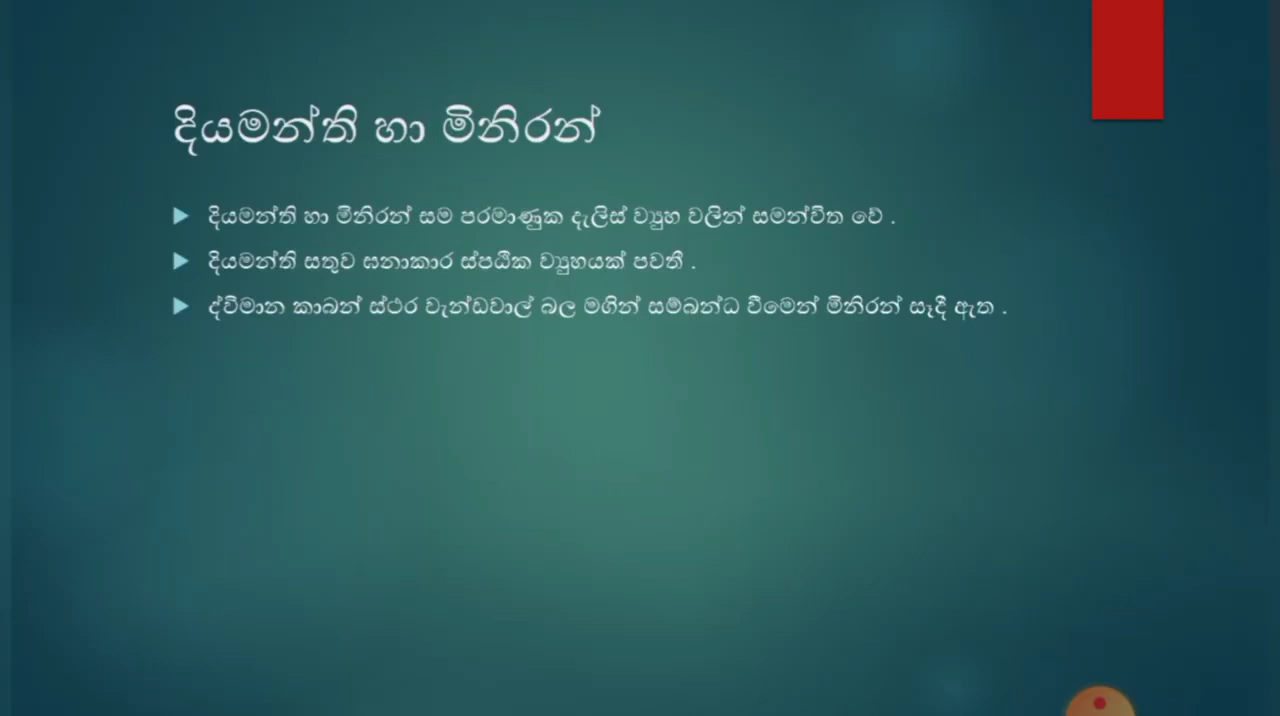 දියමන්ති හා මිනිරන්
දියමන්ති හා මිනිරන් සම පරමාණුක දැලිස් ව්‍යුහ වලින් සමන්විත වේ .
දියමන්ති සතුව ඝනාකාර ස්පඨික ව්‍යුහයක් පවතී .
ද්විමාන කාබන් ස්ථර වැන්ඩවාල් බල මගින් සම්බන්ධ වීමෙන් මිනිරන් සෑදී ඇත .